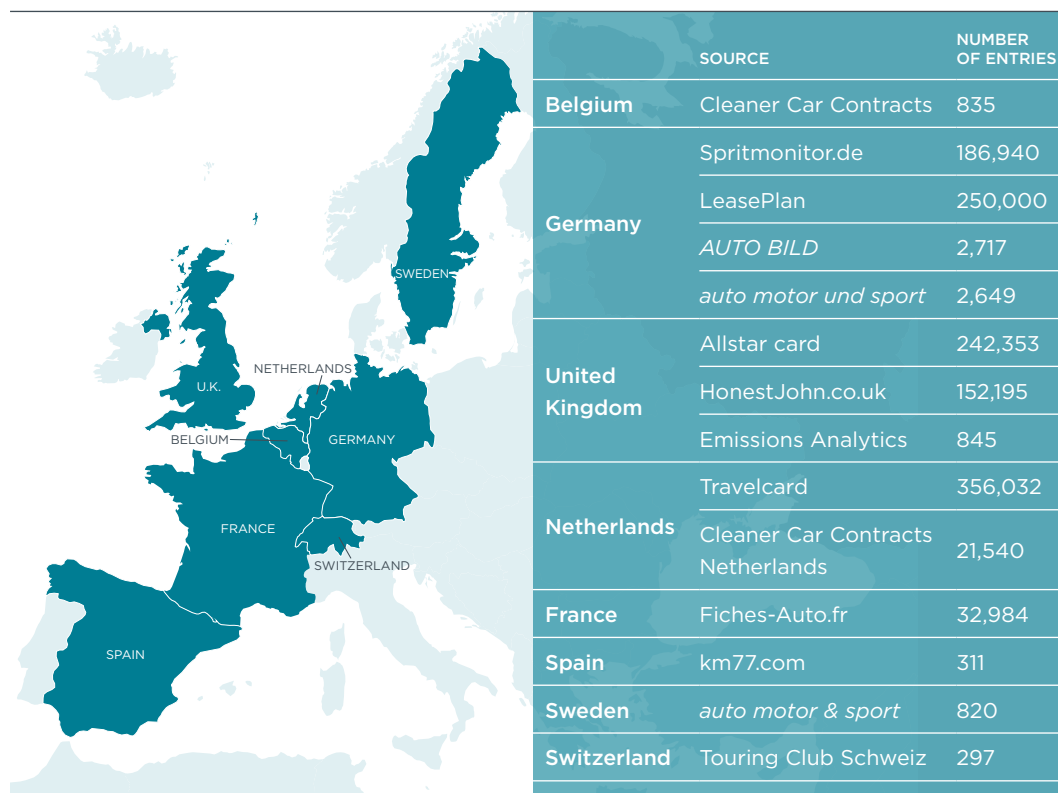 SWEDEN
NETHERLANDS
U.K.
BELGIUM
GERMANY
FRANCE
SWITZERLAND
SPAIN
SOURCE
NUMBER
OF ENTRIES
Belgium Cleaner Car Contracts 835
Germany
Spritmonitor.de 186,940
LeasePlan 250,000
AUTO BILD 2,717
auto motor und sport 2,649
United
Kingdom
Allstar card 242,353
HonestJohn.co.uk 152,195
Emissions Analytics 845
Netherlands
Travelcard 356,032
Cleaner Car Contracts
Netherlands
21,540
France Fiches-Auto.fr 32,984
Spain km77.com 311
Sweden auto motor & sport 820
Switzerland Touring Club Schweiz 297